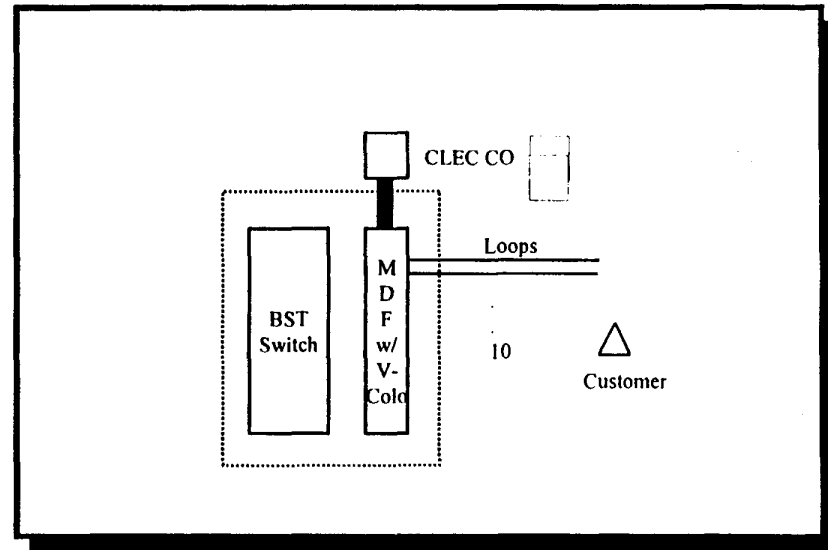 CLEC CO
Loops
M
D
F
w/
V-
Colo
BST
Switch
10
Customer